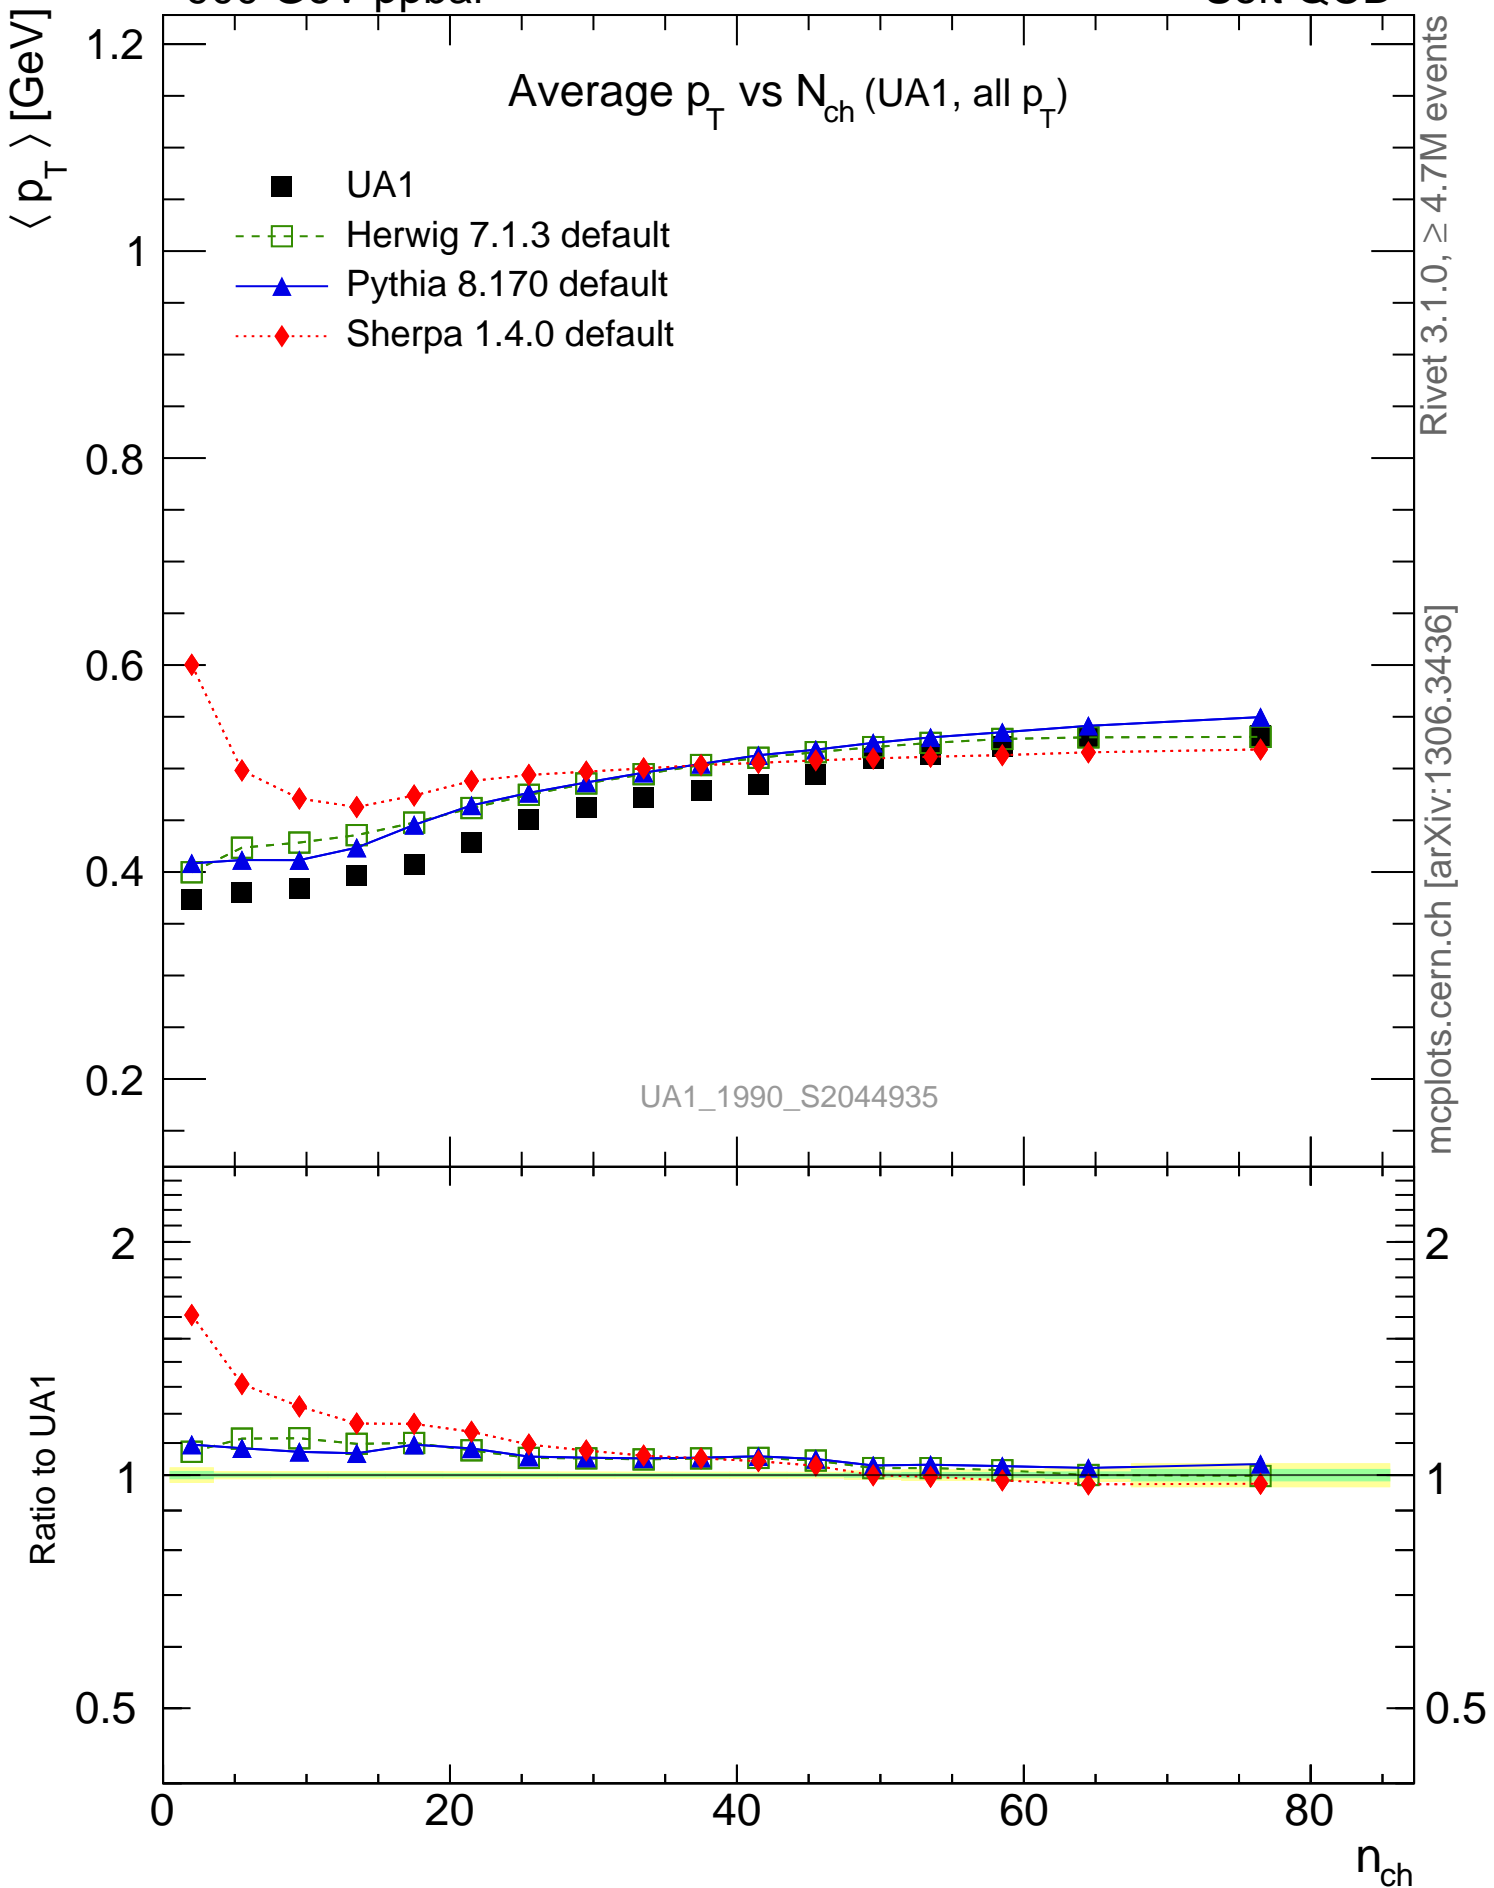 ⟨ p_T ⟩ [GeV]
Average p_T vs N_ch (UA1, all p_T)
UA1
Herwig 7.1.3 default
Pythia 8.170 default
Sherpa 1.4.0 default
1.2
1
0.8
0.6
0.4
0.2
UA1_1990_S2044935
Rivet 3.1.0, ≥ 4.7M events
mcplots.cern.ch [arXiv:1306.3436]
Ratio to UA1
2
1
0.5
2
1
0.5
0 20 40 60 80
n_ch